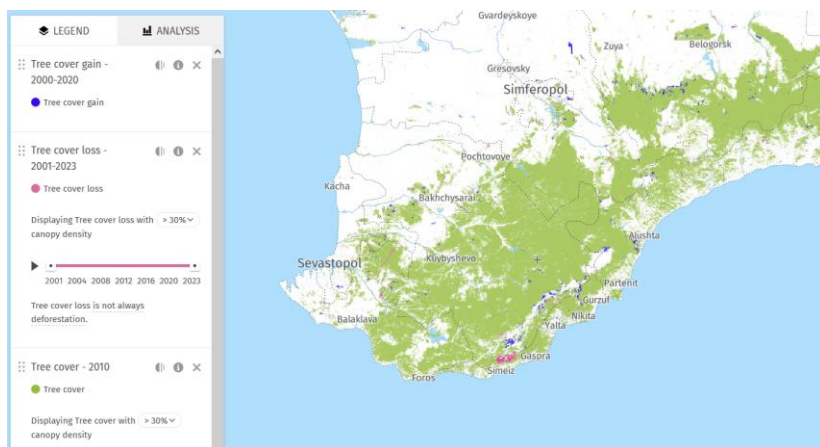 LEGEND
ANALYSIS
Tree cover gain -
2000-2020
Tree cover gain
Tree cover loss -
2001-2023
Tree cover loss
Displaying Tree cover loss with > 30%
canopy density
2001 2004 2008 2012 2016 2020 2023
Tree cover loss is not always
deforestation.
Tree cover - 2010
Tree cover
Displaying Tree cover with > 30%
canopy density
Gvardeyskoye
Zuya
Belogorsk
Gresovsky
Simferopol
Pochtovoye
Kacha
Bakhchysarai
Alushta
Sevastopol
Kuybyshevo
Partenit
Gurzuf
Nikita
Balaklava
Yalta
Gaspra
Simeiz
Foros